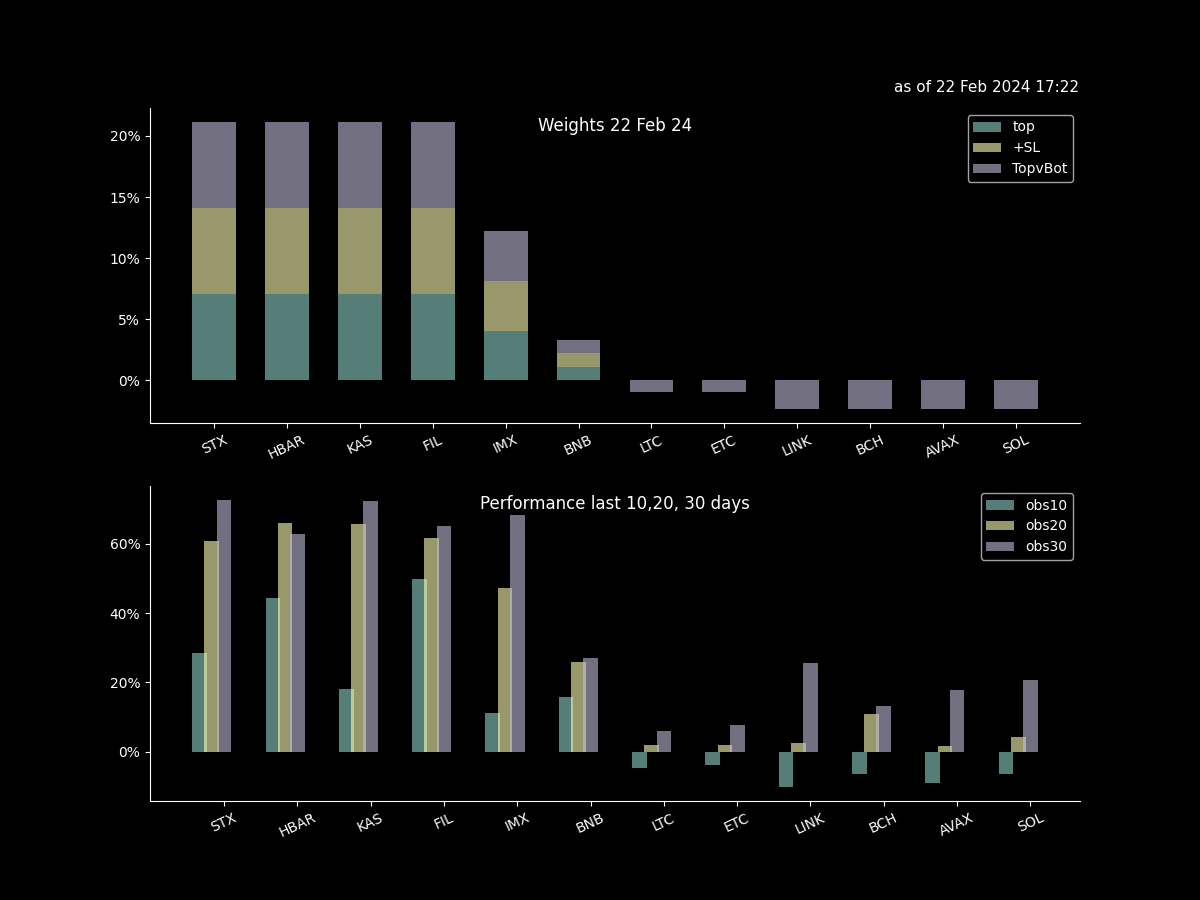 as of 22 Feb 2024 17:22
Weights 22 Feb 24
top
+SL
TopvBot
20%
15%
10%
5%
0%
STX HBAR KAS FIL IMX BNB LTC ETC LINK BCH AVAX SOL
Performance last 10,20, 30 days
obs10
obs20
obs30
60%
40%
20%
0%
STX HBAR KAS FIL IMX BNB LTC ETC LINK BCH AVAX SOL